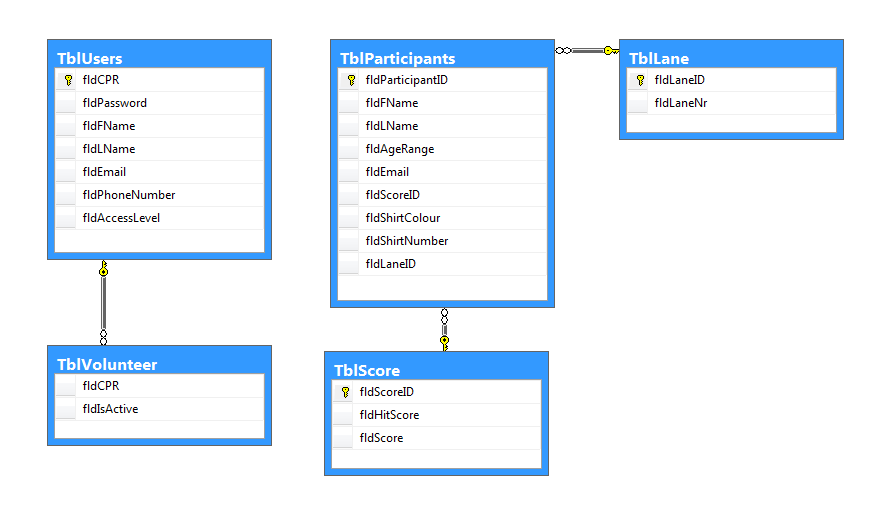 TblUsers
fldCPR
fldPassword
fldFName
fldLName
fldEmail
fldPhoneNumber
fldAccessLevel
TblParticipants
fldParticipantID
fldFName
fldLName
fldAgeRange
fldEmail
fldScoreID
fldShirtColour
fldShirtNumber
fldLaneID
TblLane
fldLaneID
fldLaneNr
TblVolunteer
fldCPR
fldIsActive
TblScore
fldScoreID
fldHitScore
fldScore